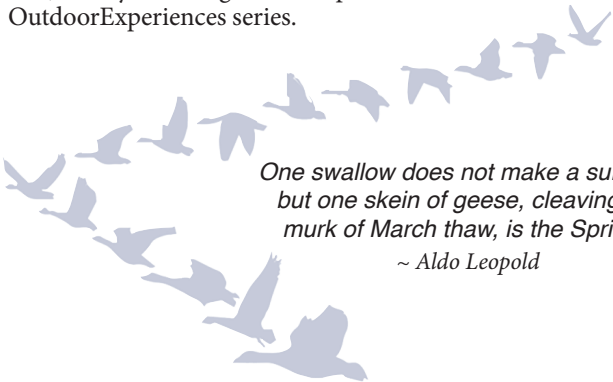 OutdoorExperiences series.
One swallow does not make a
but one skein of geese, cleaving
murk of March thaw, is the
~ Aldo Leopold